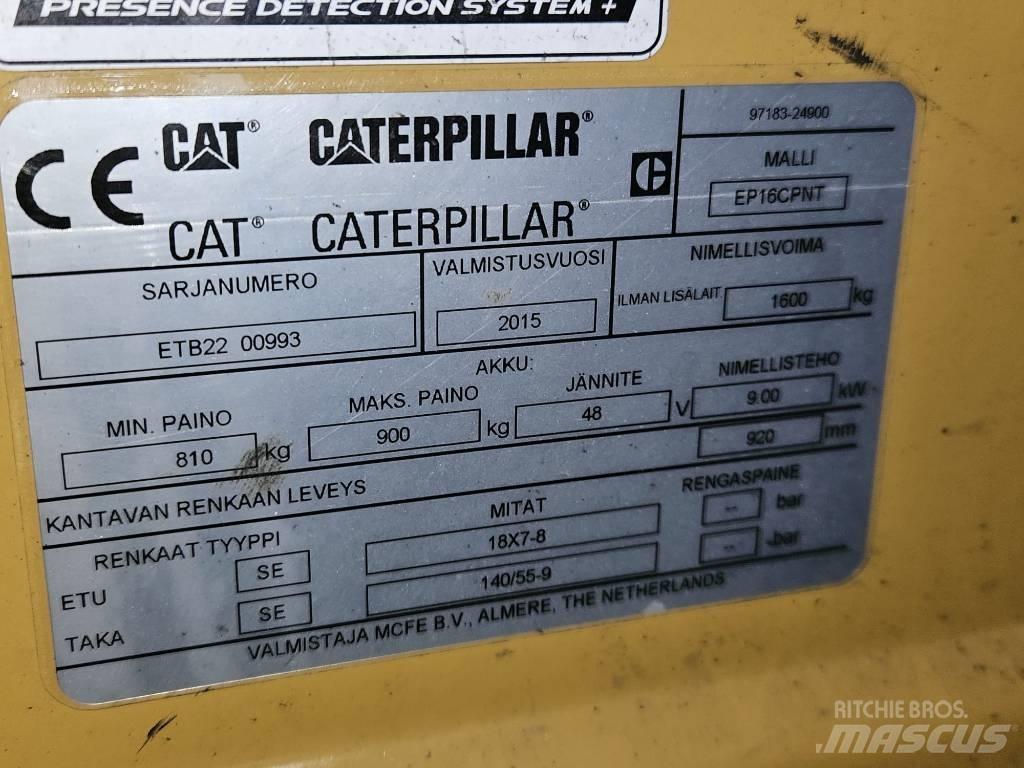 PRESENCE DETECTION SYSTEM +
CE CAT® CATERPILLAR®
CAT® CATERPILLAR®
97183-24900
MALLI
EP16CPNT
SARJANUMERO
ETB22 00993
VALMISTUSVUOSI
2015
NIMELLISVOIMA
ILMAN LISÄLAIT. 1600 kg
AKKU:
MIN. PAINO
810 kg
MAKS. PAINO
900 kg
JÄNNITE
48 V
NIMELLISTEHO
9.00 kW
KANTAVAN RENKAAN LEVEYS 920 mm
RENKAAT TYYPPI MITAT RENGASPAINE
ETU SE 18X7-8 -- bar
TAKA SE 140/55-9 -- bar
VALMISTAJA MCFE B.V., ALMERE, THE NETHERLANDS
RITCHIE BROS.
MASCUS